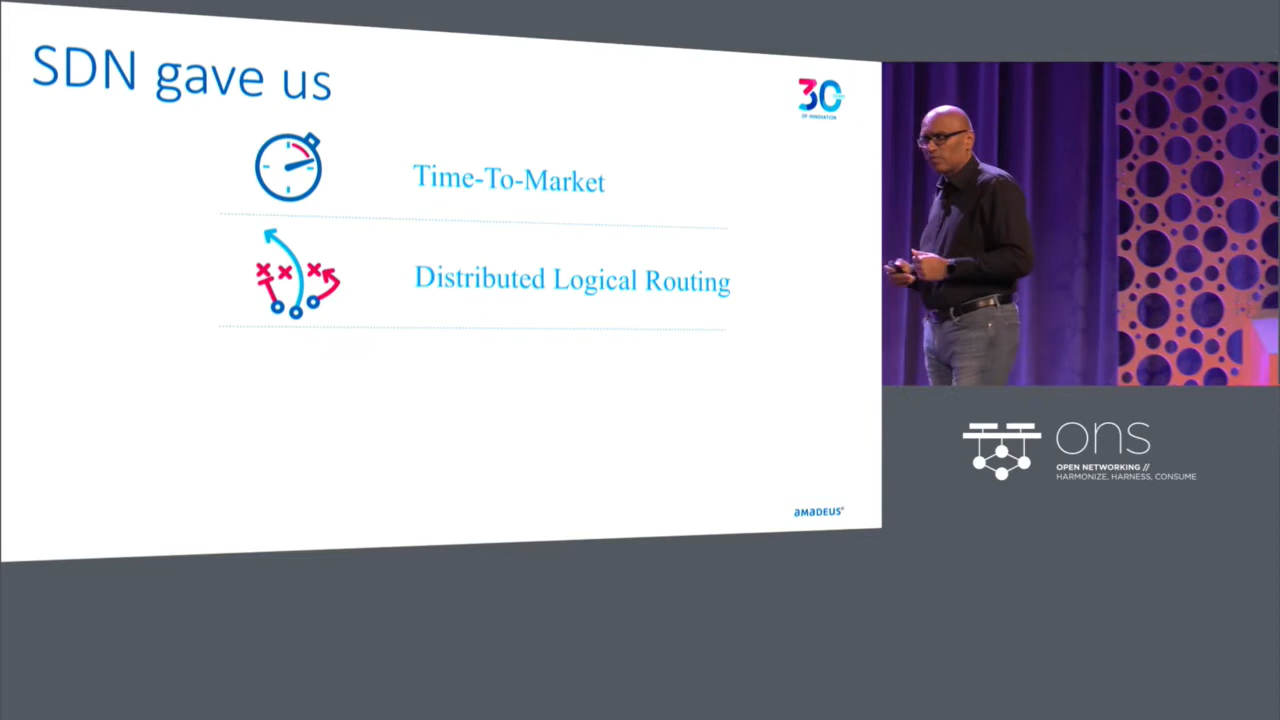 SDN gave us
30
OF INNOVATION
Time-To-Market
Distributed Logical Routing
aMaDEUS
ons
OPEN NETWORKING //
HARMONIZE, HARNESS, CONSUME